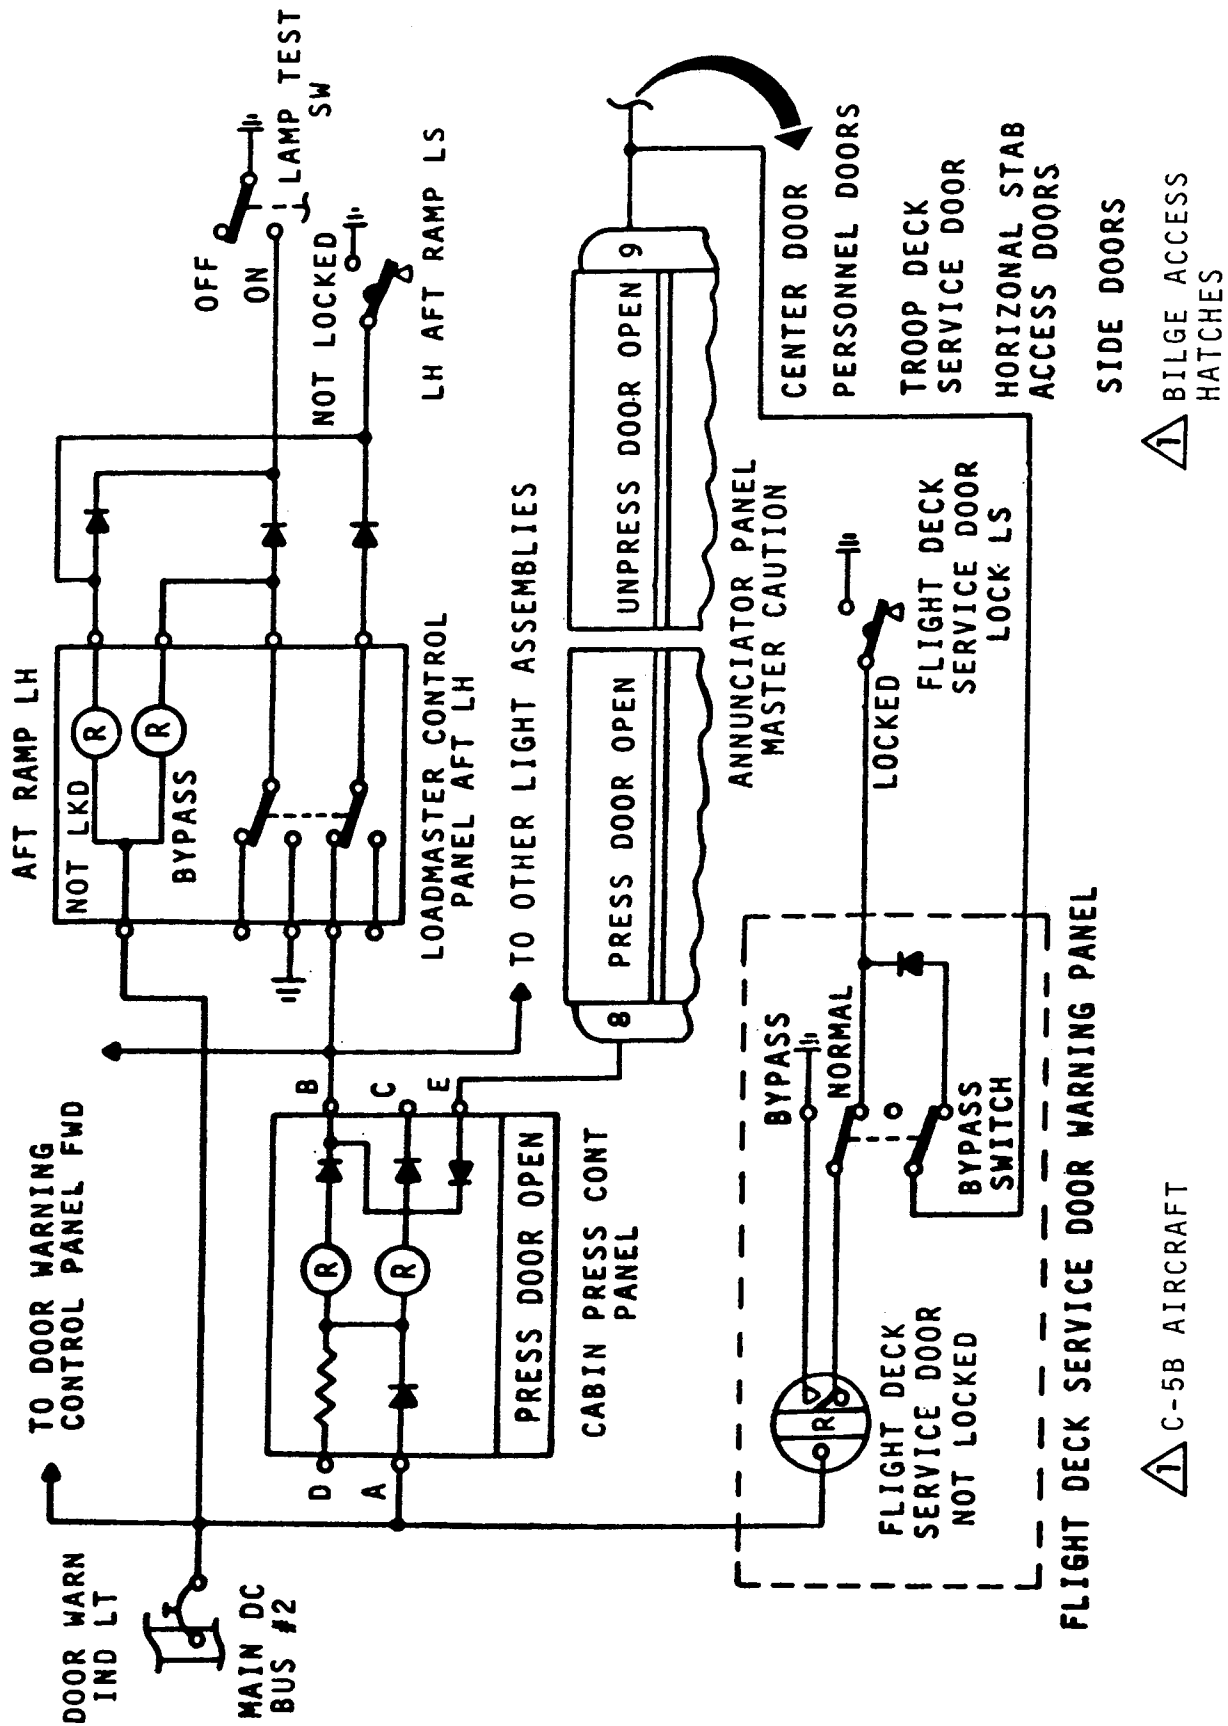 DOOR WARN
IND LT
MAIN DC
BUS #2
TO DOOR WARNING
CONTROL PANEL FWD
AFT RAMP LH
NOT LKD
R
R
BYPASS
LOADMASTER CONTROL
PANEL AFT LH
OFF
ON
LAMP TEST
SW
NOT LOCKED
LH AFT RAMP LS
TO OTHER LIGHT ASSEMBLIES
D
A
B
C
E
R
R
PRESS DOOR OPEN
CABIN PRESS CONT
PANEL
8
PRESS DOOR OPEN
UNPRESS DOOR OPEN
9
ANNUNCIATOR PANEL
MASTER CAUTION
CENTER DOOR
PERSONNEL DOORS
TROOP DECK
SERVICE DOOR
HORIZONAL STAB
ACCESS DOORS
SIDE DOORS
1 BILGE ACCESS
HATCHES
BYPASS
NORMAL
BYPASS
SWITCH
R
FLIGHT DECK
SERVICE DOOR
NOT LOCKED
LOCKED
FLIGHT DECK
SERVICE DOOR
LOCK LS
FLIGHT DECK SERVICE DOOR WARNING PANEL
1 C-5B AIRCRAFT